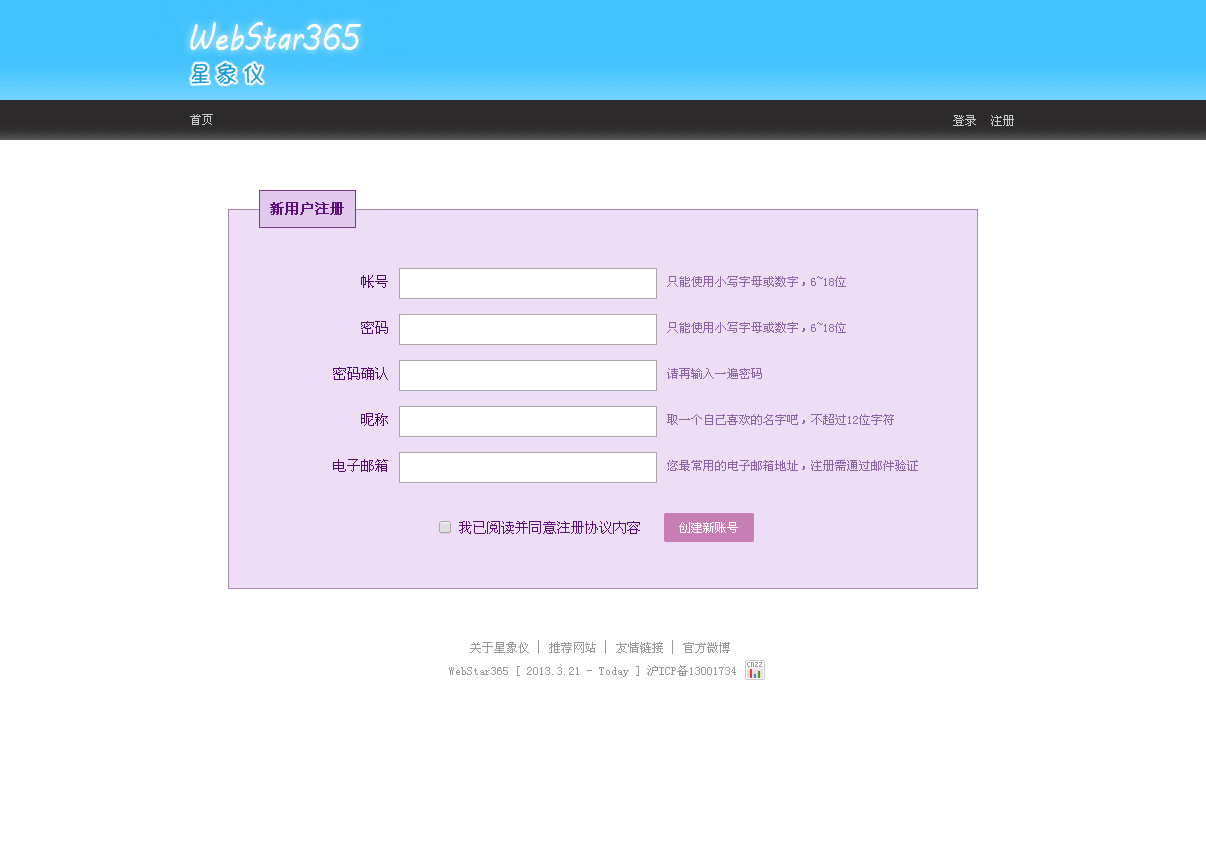 WebStar365
星象仪
首页 登录 注册
新用户注册
帐号 只能使用小写字母或数字，6~18位
密码 只能使用小写字母或数字，6~18位
密码确认 请再输入一遍密码
昵称 取一个自己喜欢的名字吧，不超过12位字符
电子邮箱 您最常用的电子邮箱地址，注册需通过邮件验证
我已阅读并同意注册协议内容 创建新账号
关于星象仪 │ 推荐网站 │ 友情链接 │ 官方微博
WebStar365 [ 2013.3.21 - Today ] 沪ICP备13001734 CNZZ